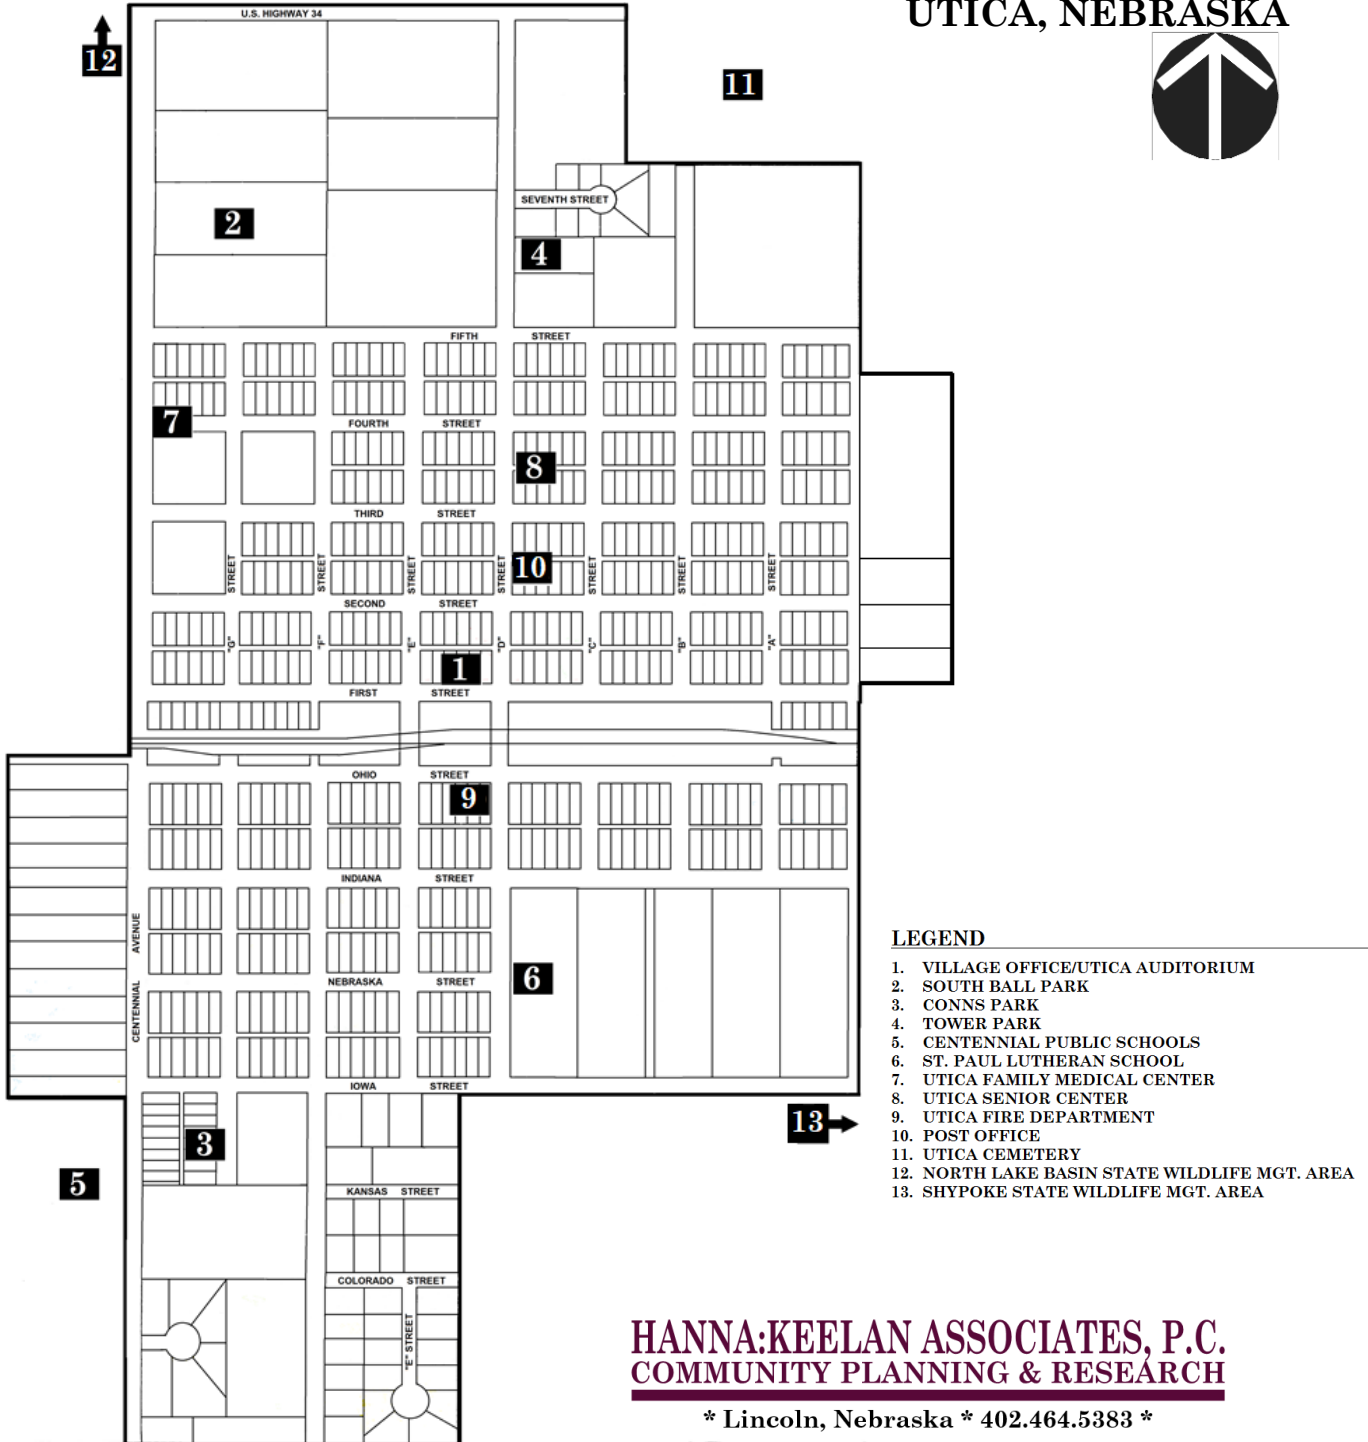 UTICA, NEBRASKA
U.S. HIGHWAY 34
12
11
SEVENTH STREET
2
4
FIFTH STREET
7
FOURTH STREET
8
THIRD STREET
10
STREET STREET STREET STREET STREET STREET STREET
SECOND STREET
"G" "F" "E" "D" "C" "B" "A"
1
FIRST STREET
OHIO STREET
9
INDIANA STREET
CENTENNIAL AVENUE
6
NEBRASKA STREET
IOWA STREET
13
3
5
KANSAS STREET
COLORADO STREET
"E" STREET
LEGEND
1. VILLAGE OFFICE/UTICA AUDITORIUM
2. SOUTH BALL PARK
3. CONNS PARK
4. TOWER PARK
5. CENTENNIAL PUBLIC SCHOOLS
6. ST. PAUL LUTHERAN SCHOOL
7. UTICA FAMILY MEDICAL CENTER
8. UTICA SENIOR CENTER
9. UTICA FIRE DEPARTMENT
10. POST OFFICE
11. UTICA CEMETERY
12. NORTH LAKE BASIN STATE WILDLIFE MGT. AREA
13. SHYPOKE STATE WILDLIFE MGT. AREA
HANNA:KEELAN ASSOCIATES, P.C.
COMMUNITY PLANNING & RESEARCH
* Lincoln, Nebraska * 402.464.5383 *